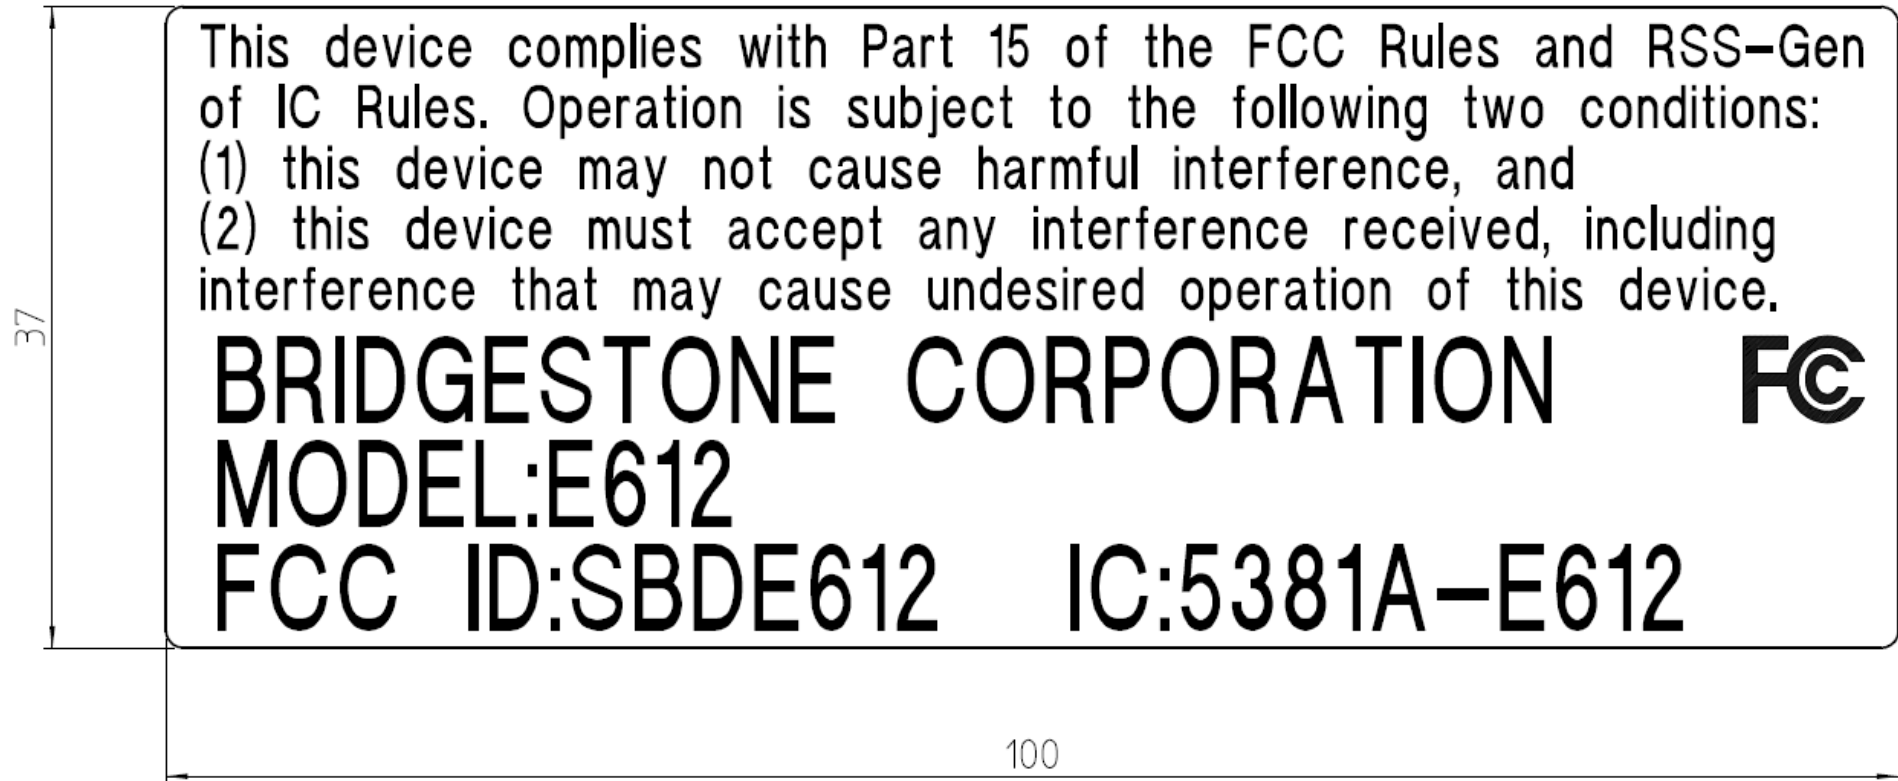 This device complies with Part 15 of the FCC Rules and RSS-Gen
of IC Rules. Operation is subject to the following two conditions:
(1) this device may not cause harmful interference, and
(2) this device must accept any interference received, including
interference that may cause undesired operation of this device.
37
BRIDGESTONE CORPORATION FC
MODEL:E612
FCC ID:SBDE612 IC:5381A-E612
100